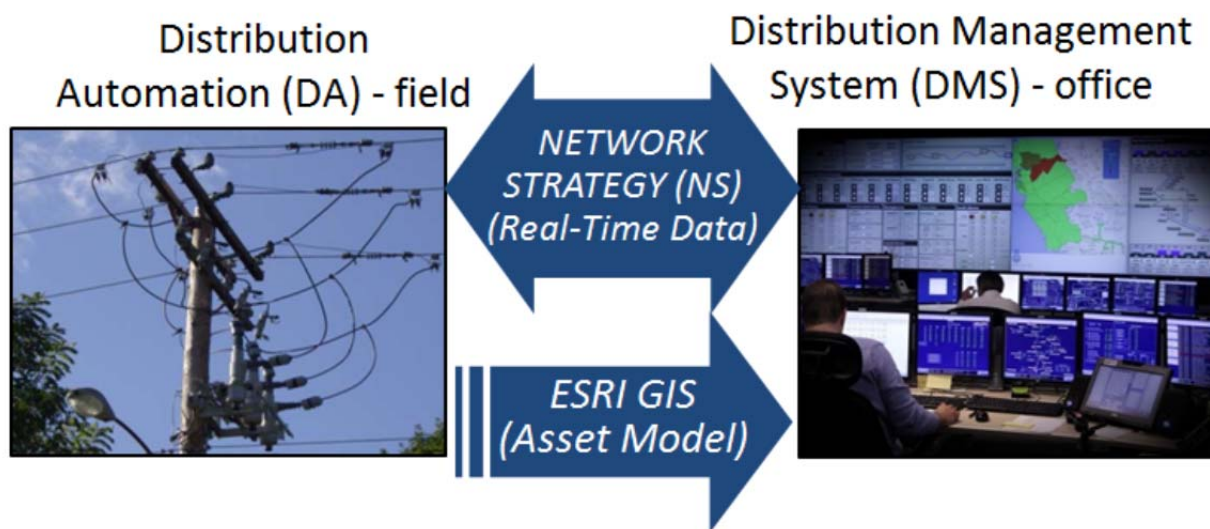 Distribution
Automation (DA) - field
Distribution Management
System (DMS) - office
NETWORK
STRATEGY (NS)
(Real-Time Data)
ESRI GIS
(Asset Model)